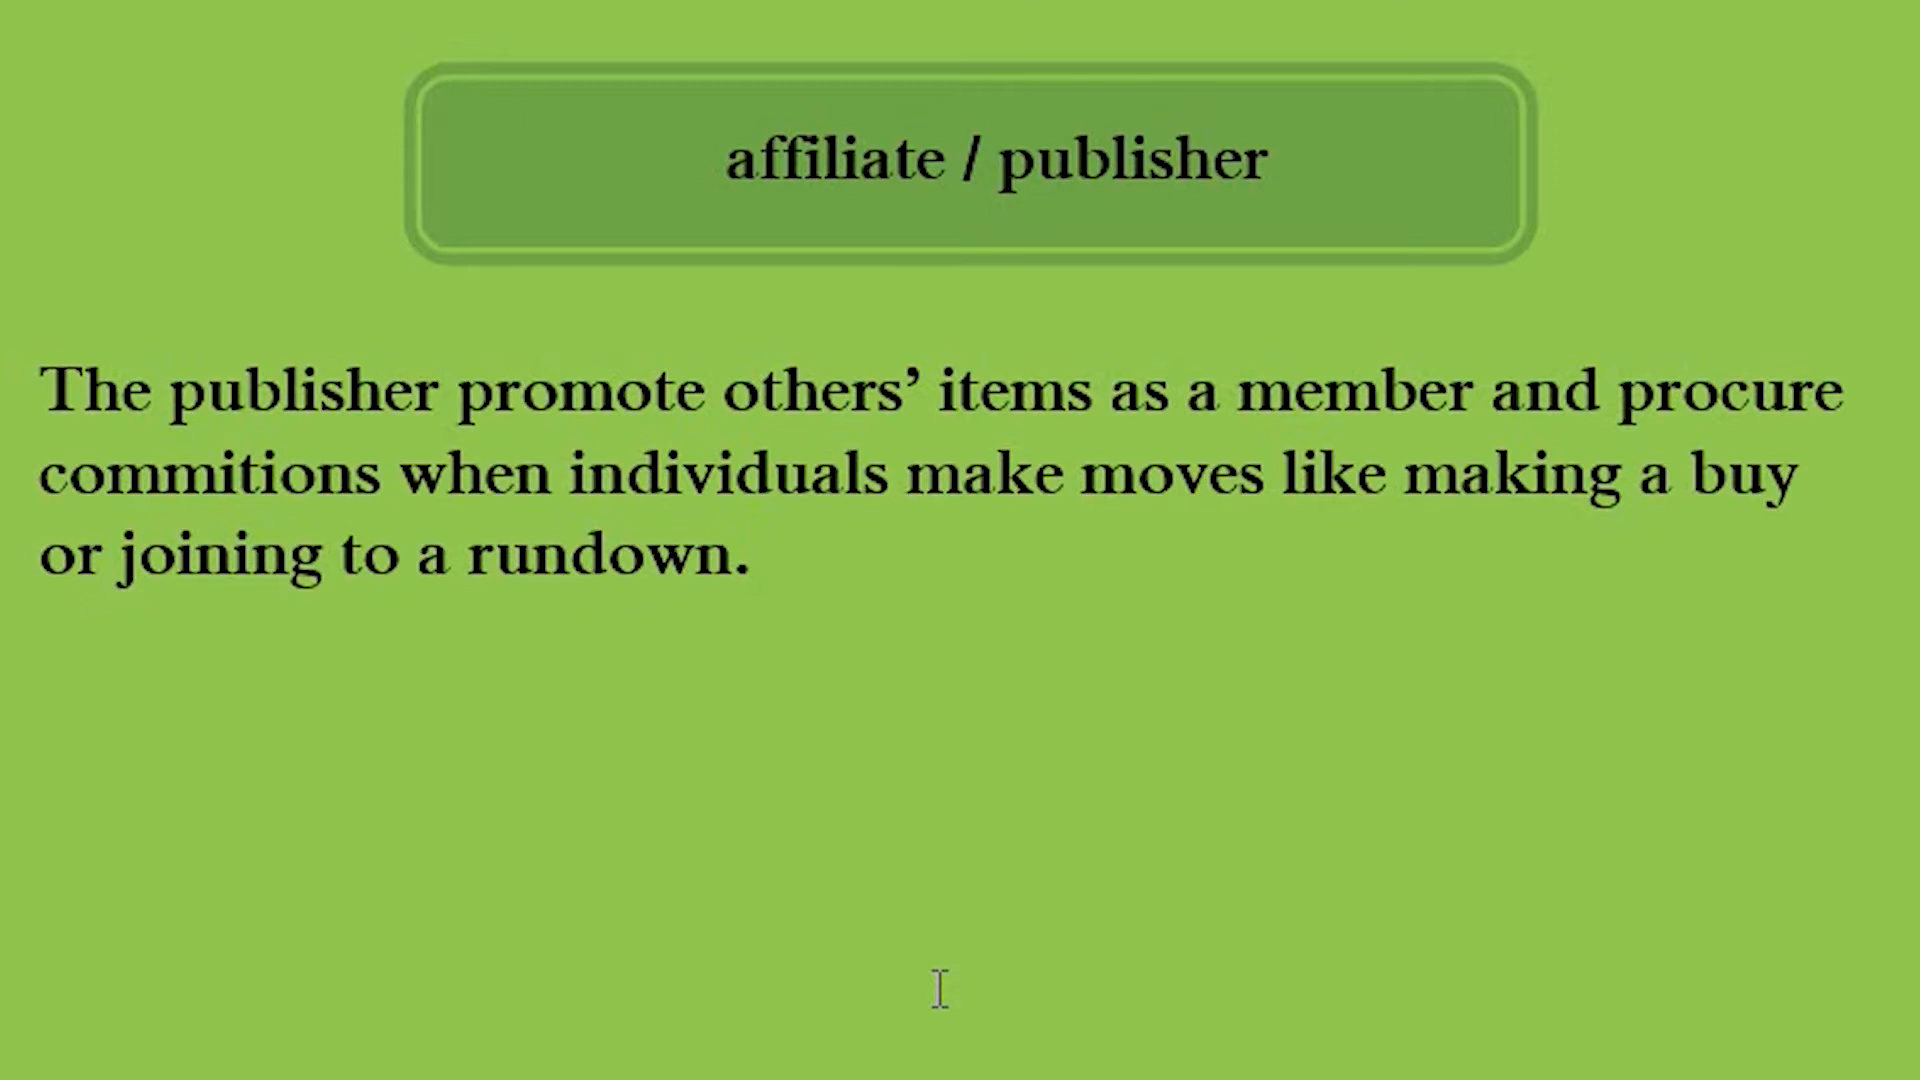 affiliate / publisher
The publisher promote others’ items as a member and procure
commitions when individuals make moves like making a buy
or joining to a rundown.